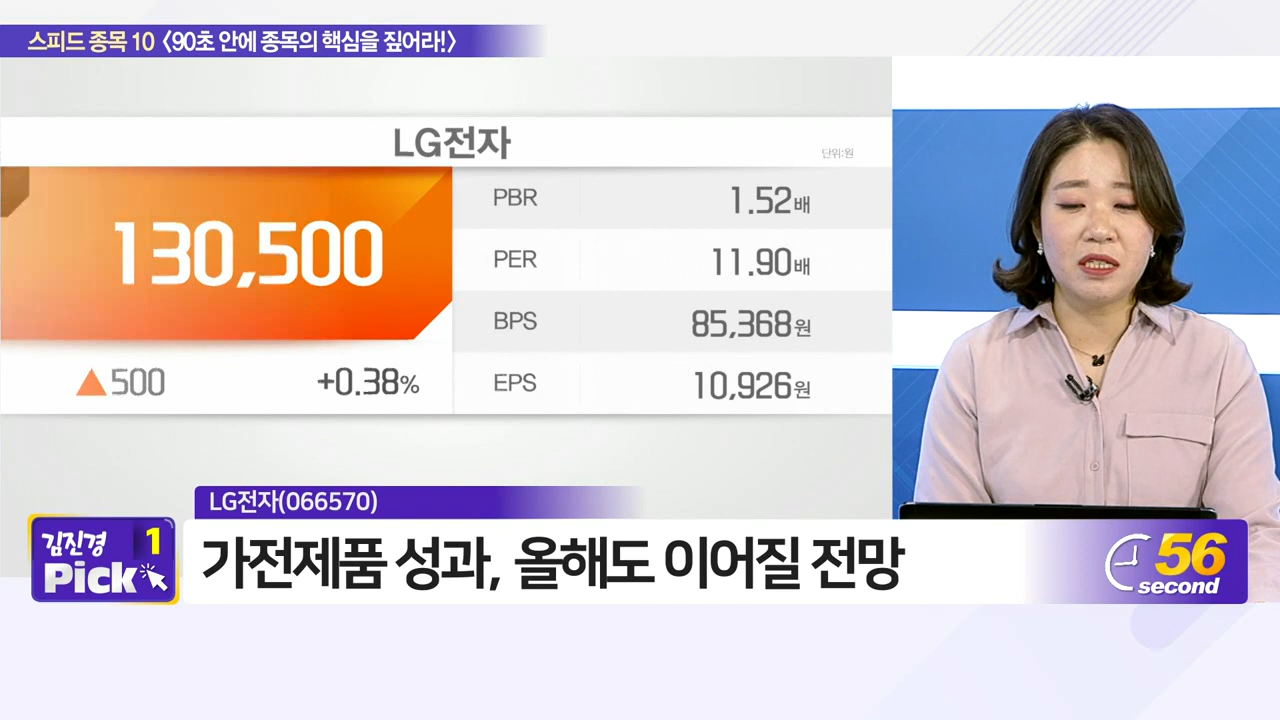 스피드 종목 10 <90초 안에 종목의 핵심을 짚어라!>
LG전자
단위:원
130,500
▲500 +0.38%
PBR 1.52배
PER 11.90배
BPS 85,368원
EPS 10,926원
LG전자(066570)
김진경 1
Pick
가전제품 성과, 올해도 이어질 전망
56
second